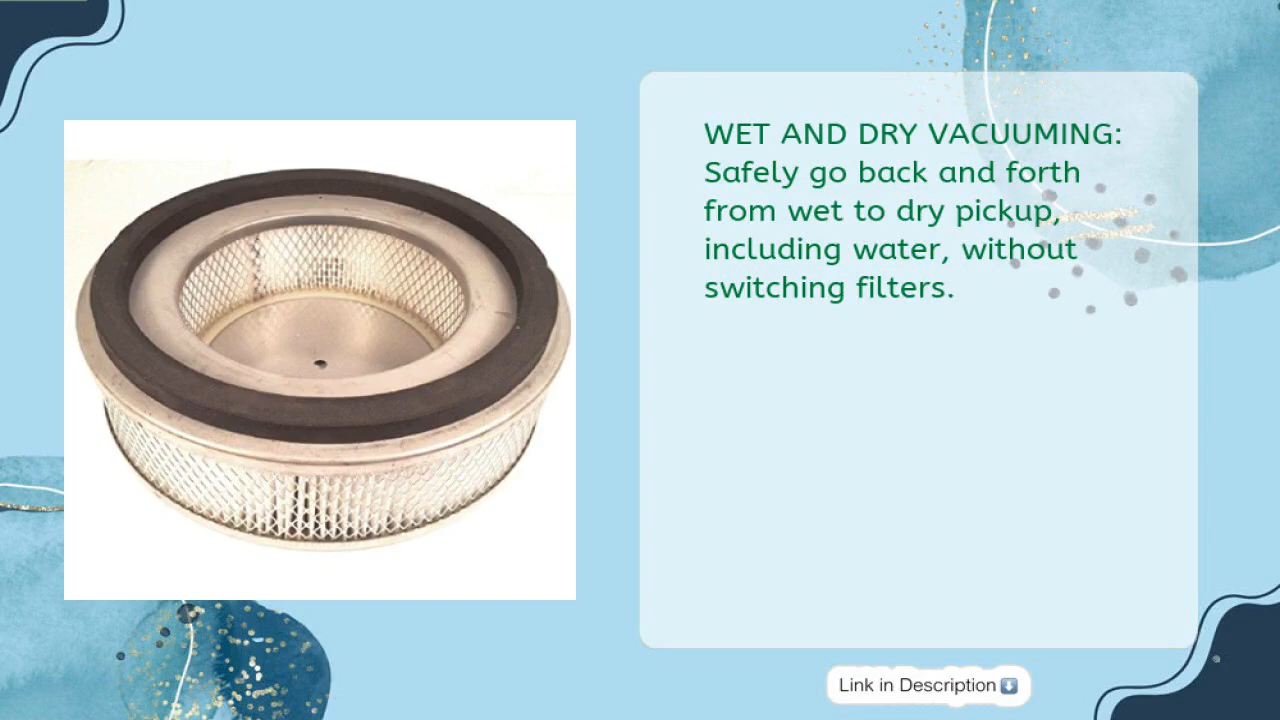 WET AND DRY VACUUMING:
Safely go back and forth
from wet to dry pickup,
including water, without
switching filters.
Link in Description⬇️